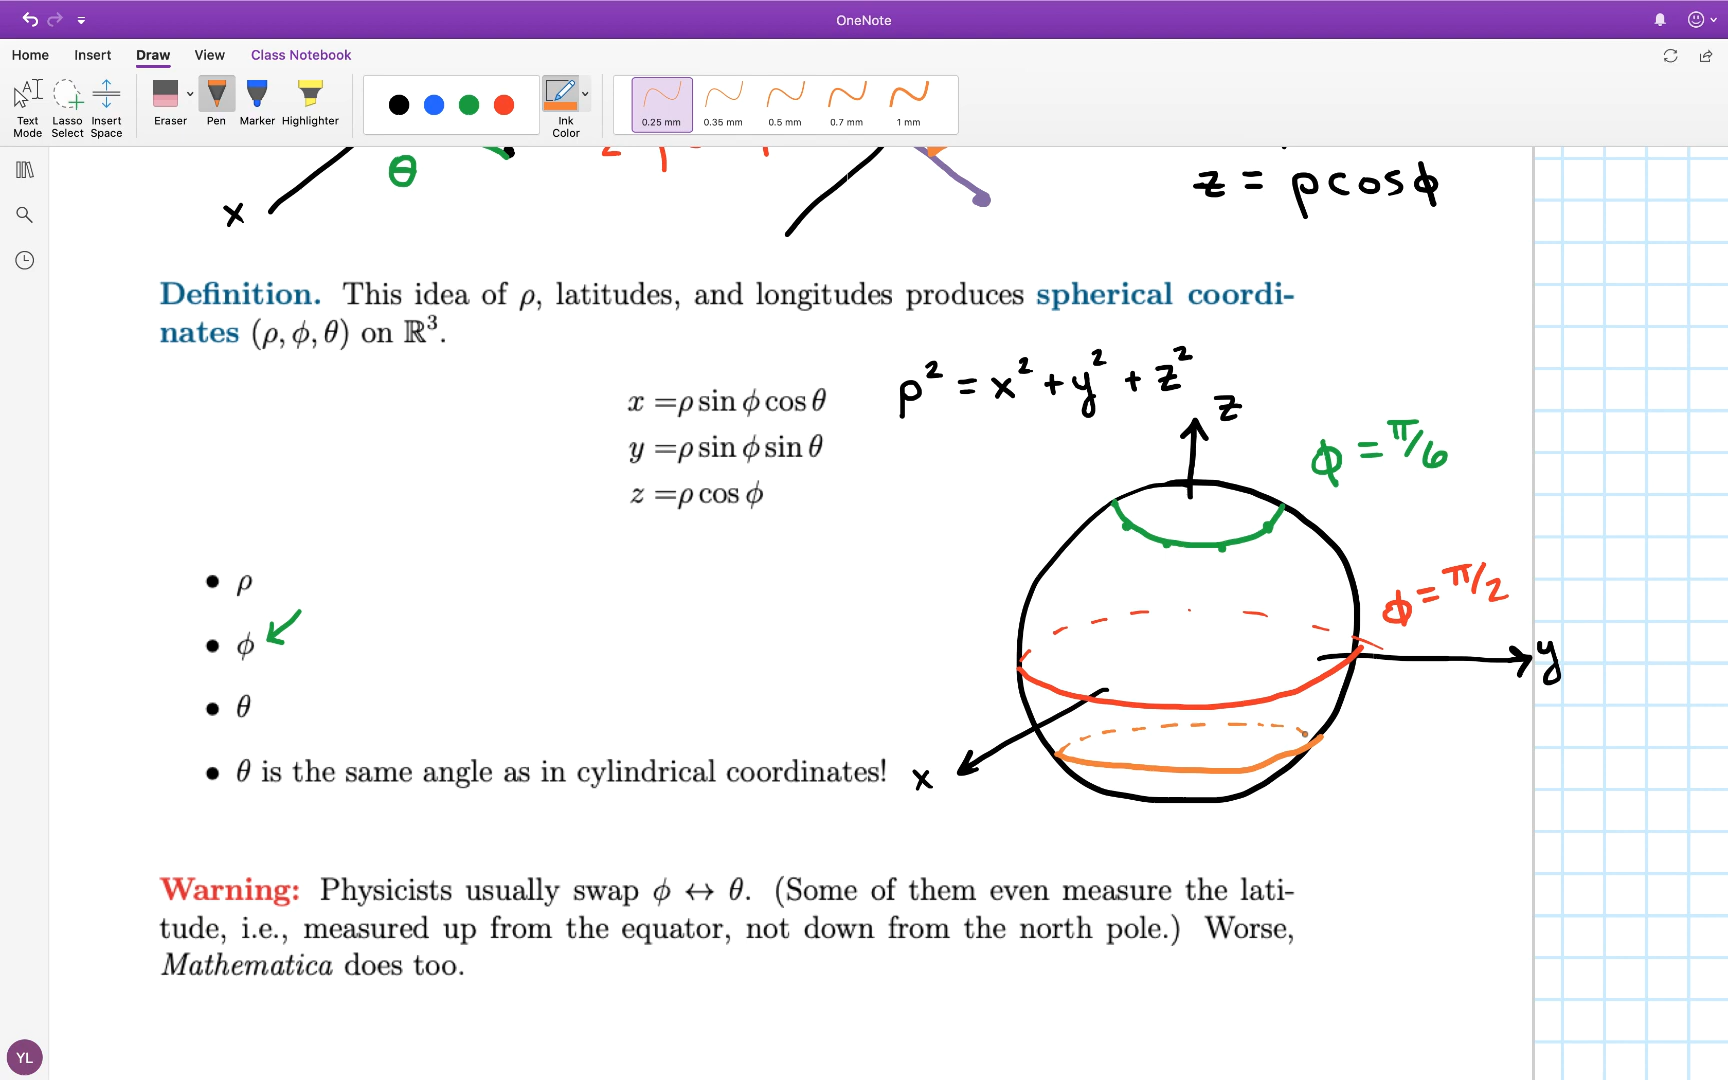 OneNote
Home Insert Draw View Class Notebook
Text Mode Lasso Select Insert Space Eraser Pen Marker Highlighter Ink Color 0.25 mm 0.35 mm 0.5 mm 0.7 mm 1 mm
θ
x
z = ρcosϕ
Definition. This idea of ρ, latitudes, and longitudes produces spherical coordi-
nates (ρ, ϕ, θ) on ℝ³.
ρ² = x² + y² + z²
x =ρ sin ϕ cos θ
y =ρ sin ϕ sin θ
z =ρ cos ϕ
z
ϕ = π/6
ϕ = π/2
y
x
• ρ
• ϕ
• θ
• θ is the same angle as in cylindrical coordinates!
Warning: Physicists usually swap ϕ ↔ θ. (Some of them even measure the lati-
tude, i.e., measured up from the equator, not down from the north pole.) Worse,
Mathematica does too.
YL